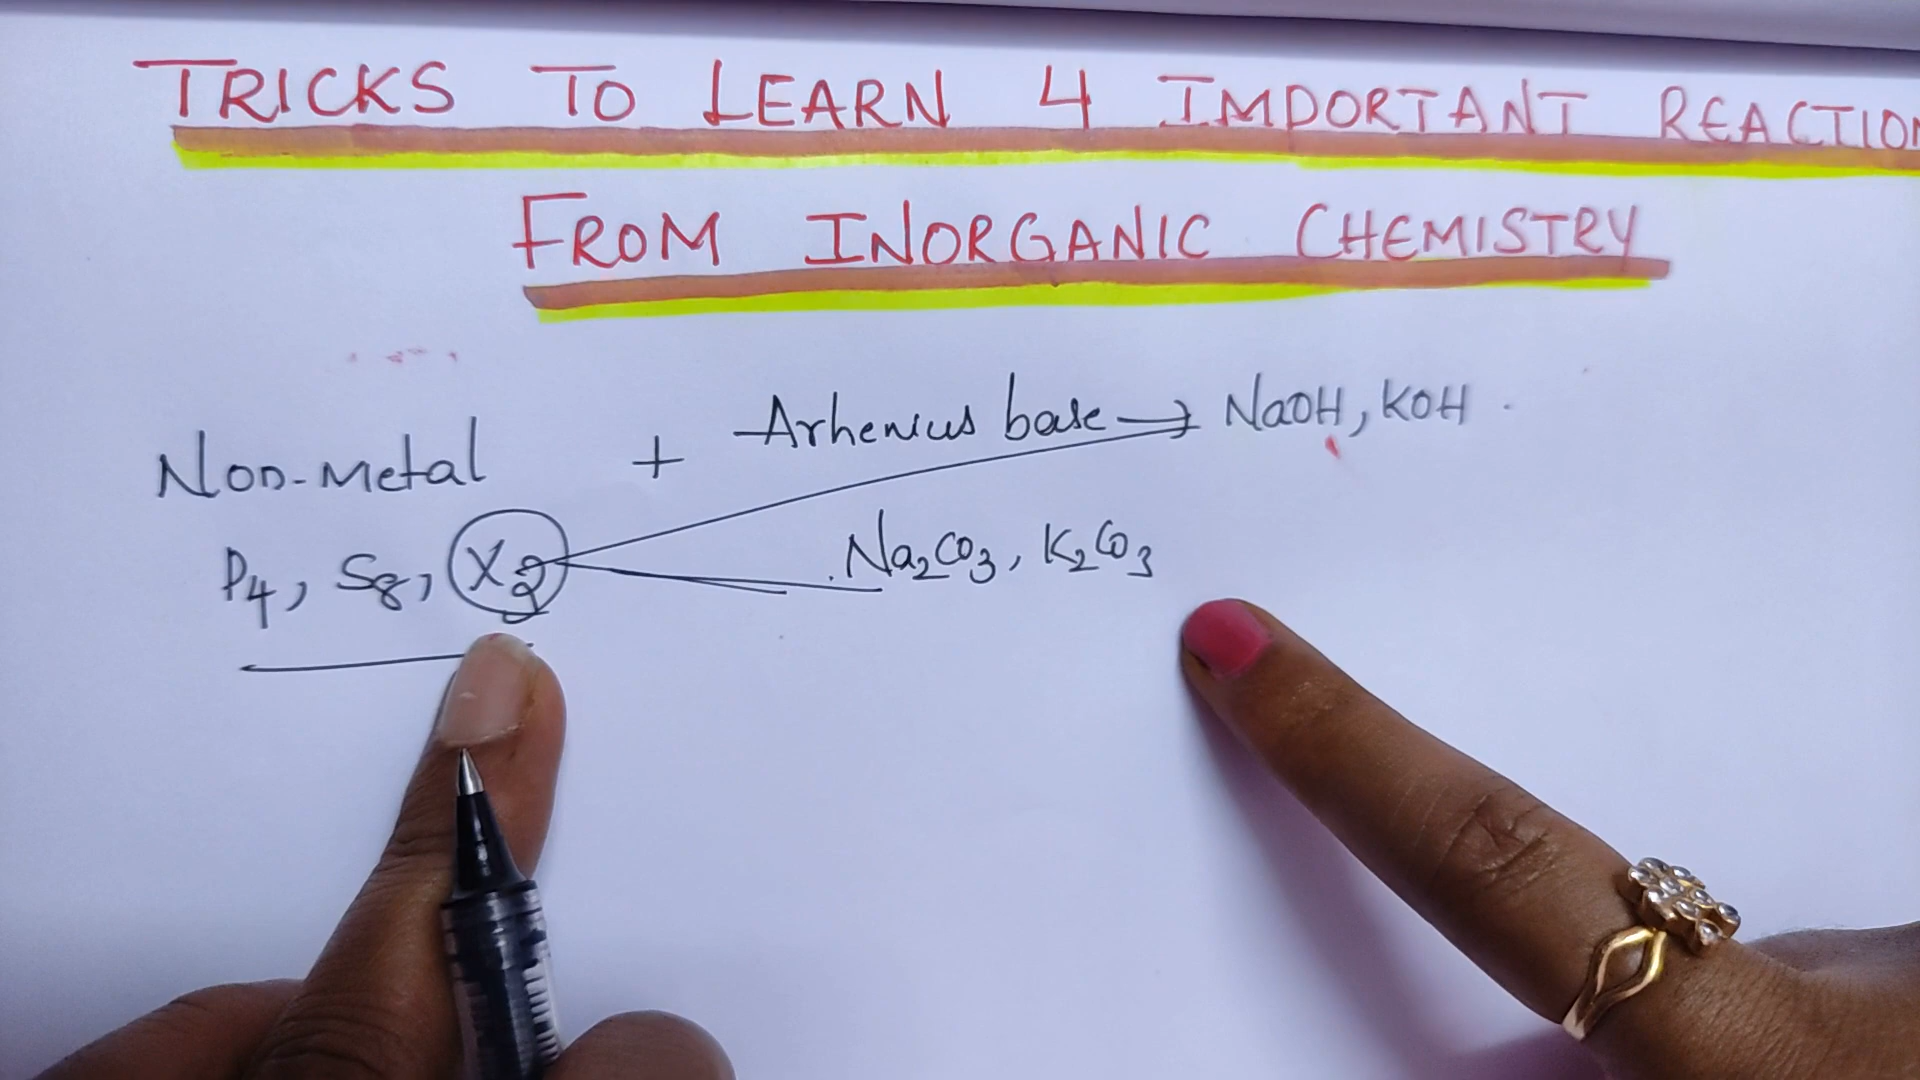 TRICKS TO LEARN 4 IMPORTANT REACTION
FROM INORGANIC CHEMISTRY
Non-metal + Arhenius base → NaOH, KOH.
P4, S8, X2 Na2CO3, K2CO3